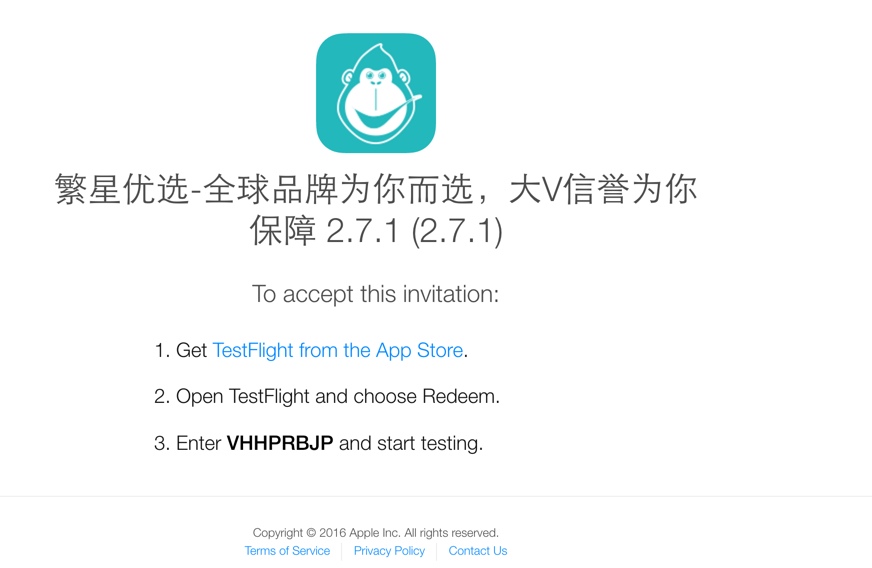 繁星优选-全球品牌为你而选，大V信誉为你
保障 2.7.1 (2.7.1)
To accept this invitation:
1. Get TestFlight from the App Store.
2. Open TestFlight and choose Redeem.
3. Enter VHHPRBJP and start testing.
Copyright © 2016 Apple Inc. All rights reserved.
Terms of Service | Privacy Policy | Contact Us